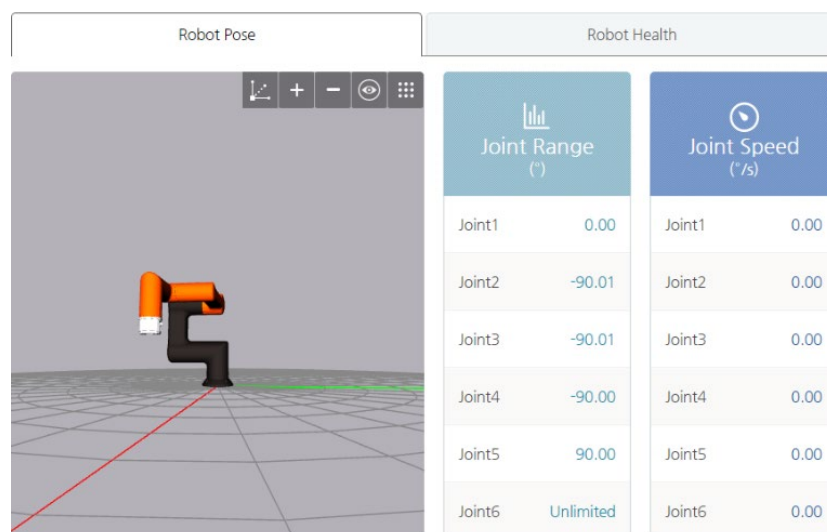 Robot Pose
Robot Health
Joint Range
(°)
Joint1 0.00
Joint2 -90.01
Joint3 -90.01
Joint4 -90.00
Joint5 90.00
Joint6 Unlimited
Joint Speed
(°/s)
Joint1 0.00
Joint2 0.00
Joint3 0.00
Joint4 0.00
Joint5 0.00
Joint6 0.00